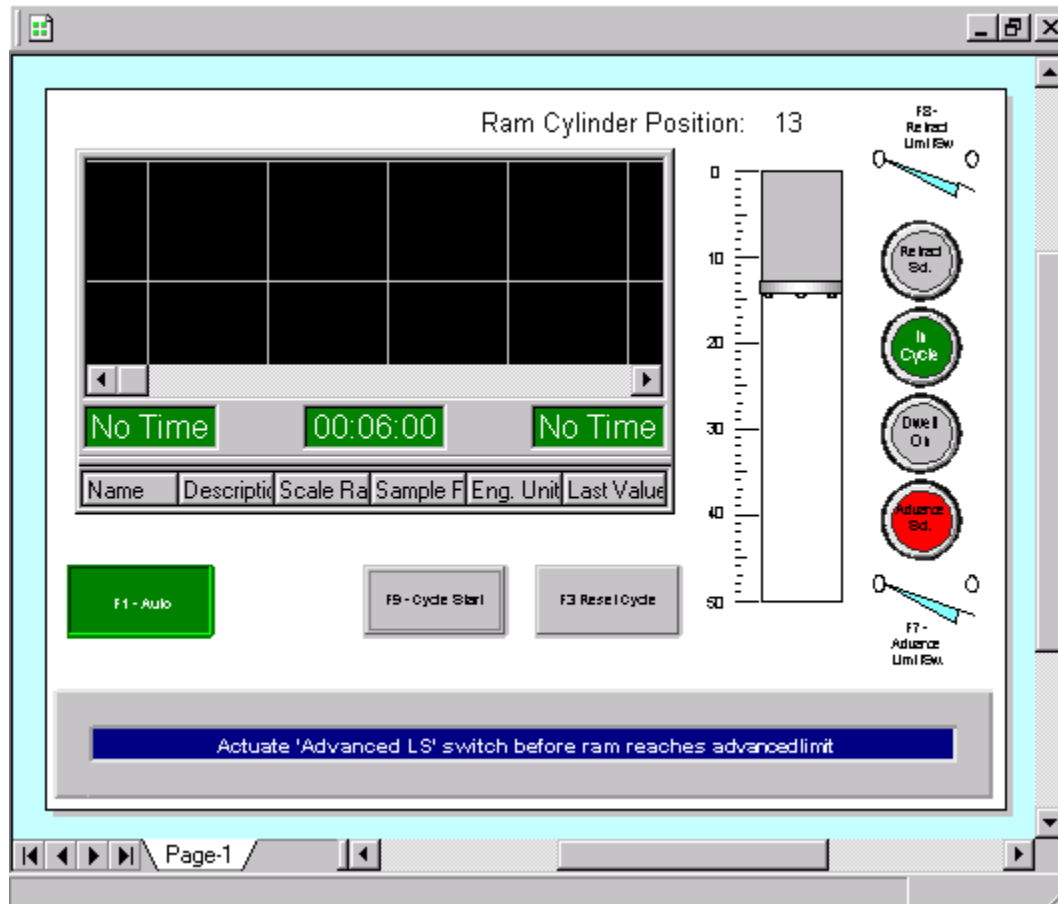 Ram Cylinder Position: 13
F8-
Retract
Limit Sw
0
10
20
30
40
50
Retract
Sol.
In
Cycle
Dwell
On
Advance
Sol.
No Time
00:06:00
No Time
Name Descriptic Scale Ra Sample F Eng. Unit Last Value
F1 - Auto
F9 - Cycle Start
F3 Reset Cycle
F7 -
Advance
Limit Sw.
Actuate 'Advanced LS' switch before ram reaches advancedlimit
Page-1